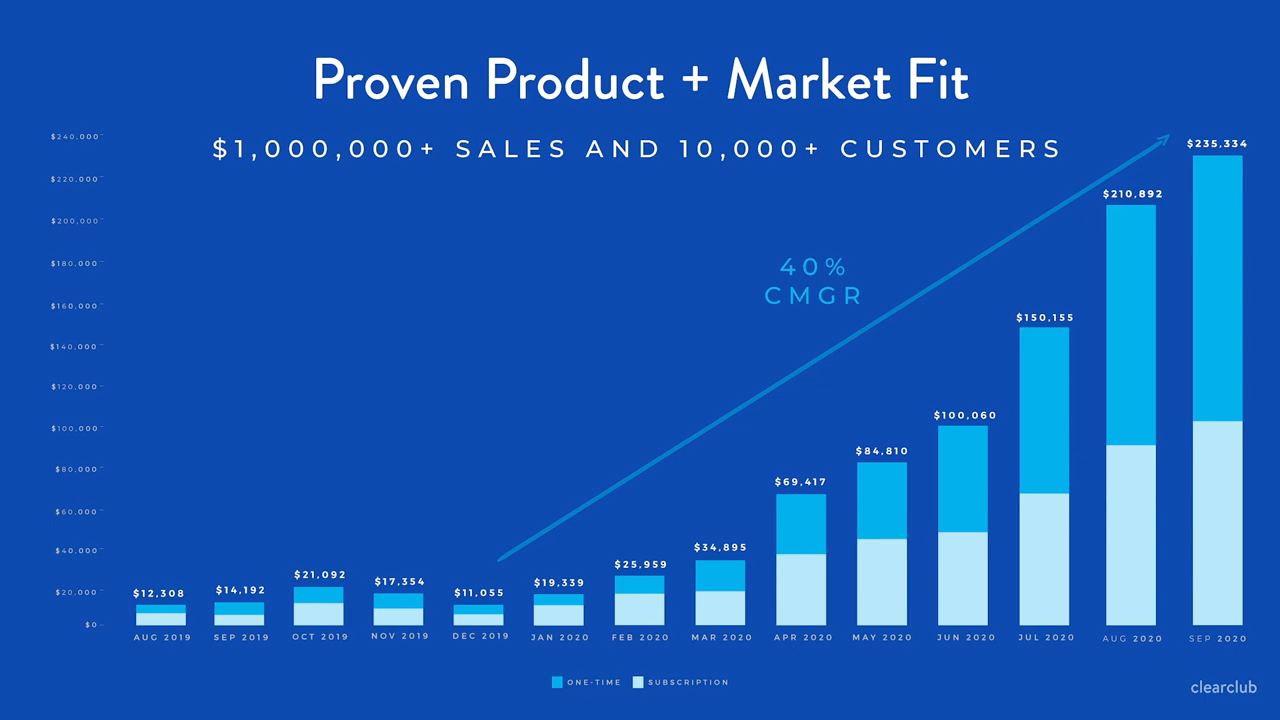 Proven Product + Market Fit
$1,000,000+ SALES AND 10,000+ CUSTOMERS
$240,000
$220,000
$200,000
$180,000
$160,000
$140,000
$120,000
$100,000
$80,000
$60,000
$40,000
$20,000
$0
40%
CMGR
$12,308
$14,192
$21,092
$17,354
$11,055
$19,339
$25,959
$34,895
$69,417
$84,810
$100,060
$150,155
$210,892
$235,334
AUG 2019
SEP 2019
OCT 2019
NOV 2019
DEC 2019
JAN 2020
FEB 2020
MAR 2020
APR 2020
MAY 2020
JUN 2020
JUL 2020
AUG 2020
SEP 2020
ONE-TIME
SUBSCRIPTION
clearclub